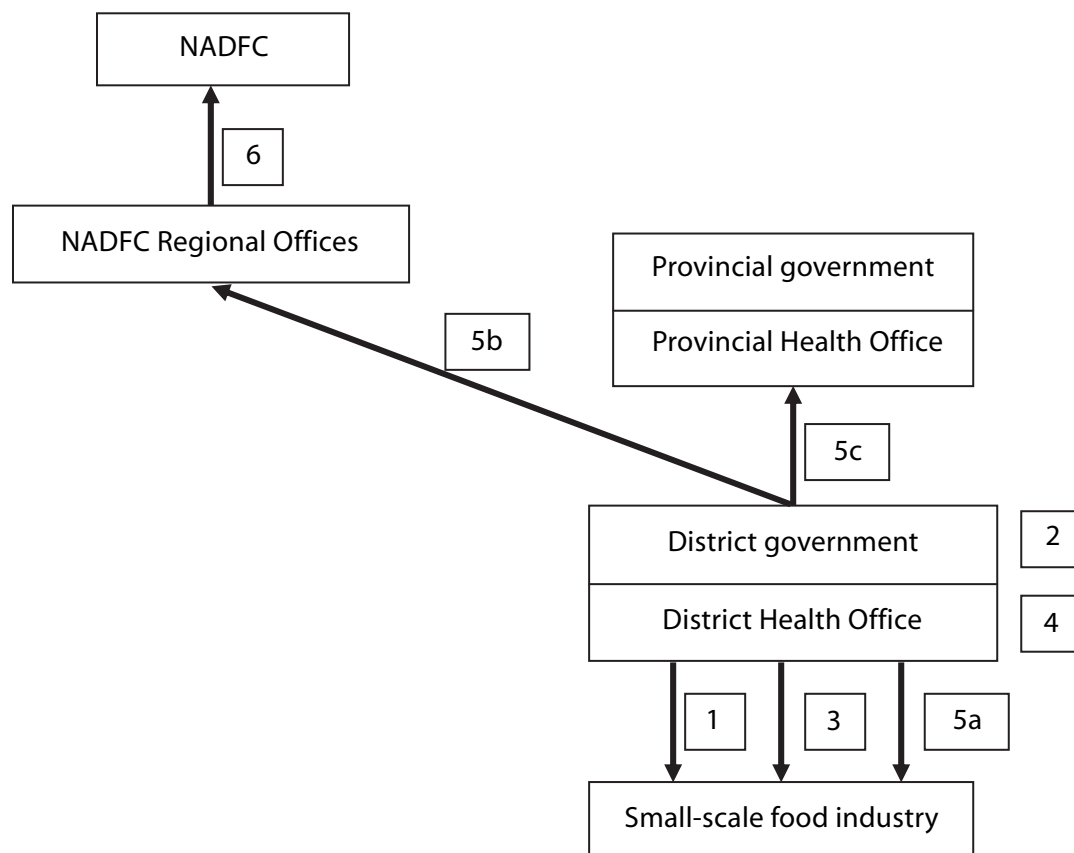 NADFC
6
NADFC Regional Offices
Provincial government
5b
Provincial Health Office
5c
District government
2
District Health Office
4
1
3
5a
Small-scale food industry